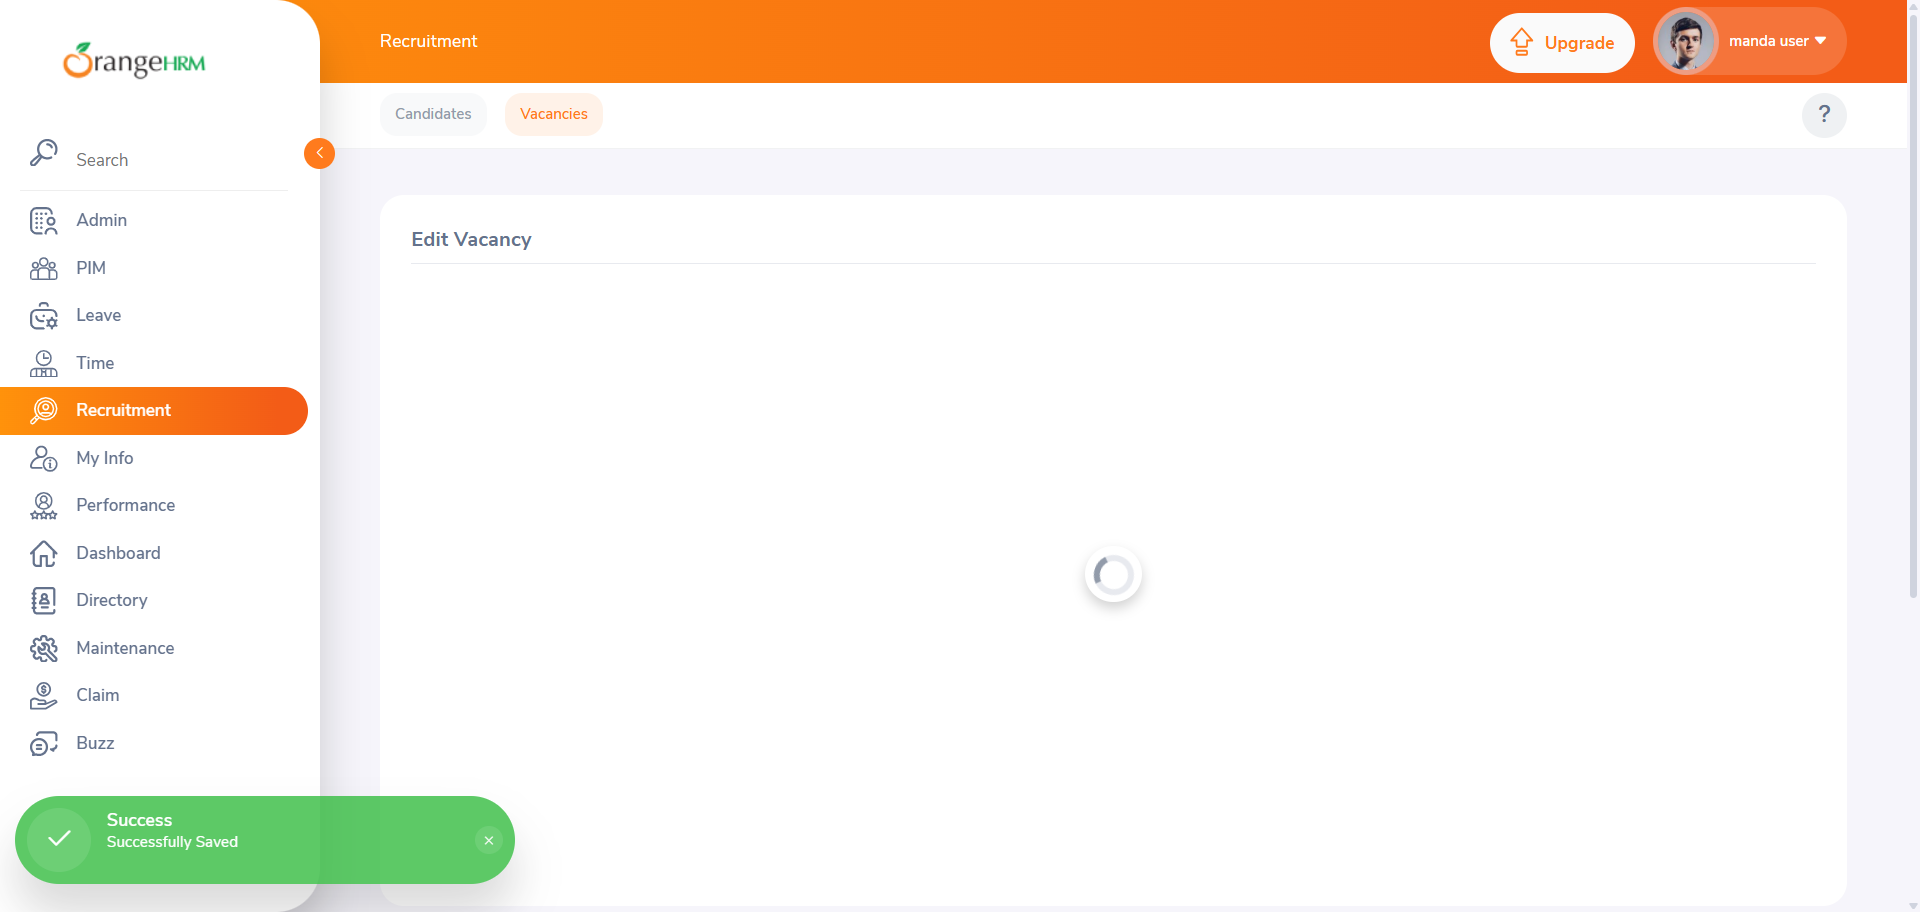 OrangeHRM
Recruitment
Upgrade
manda user
Candidates
Vacancies
?
Search
Admin
PIM
Leave
Time
Recruitment
My Info
Performance
Dashboard
Directory
Maintenance
Claim
Buzz
Edit Vacancy
Success
Successfully Saved